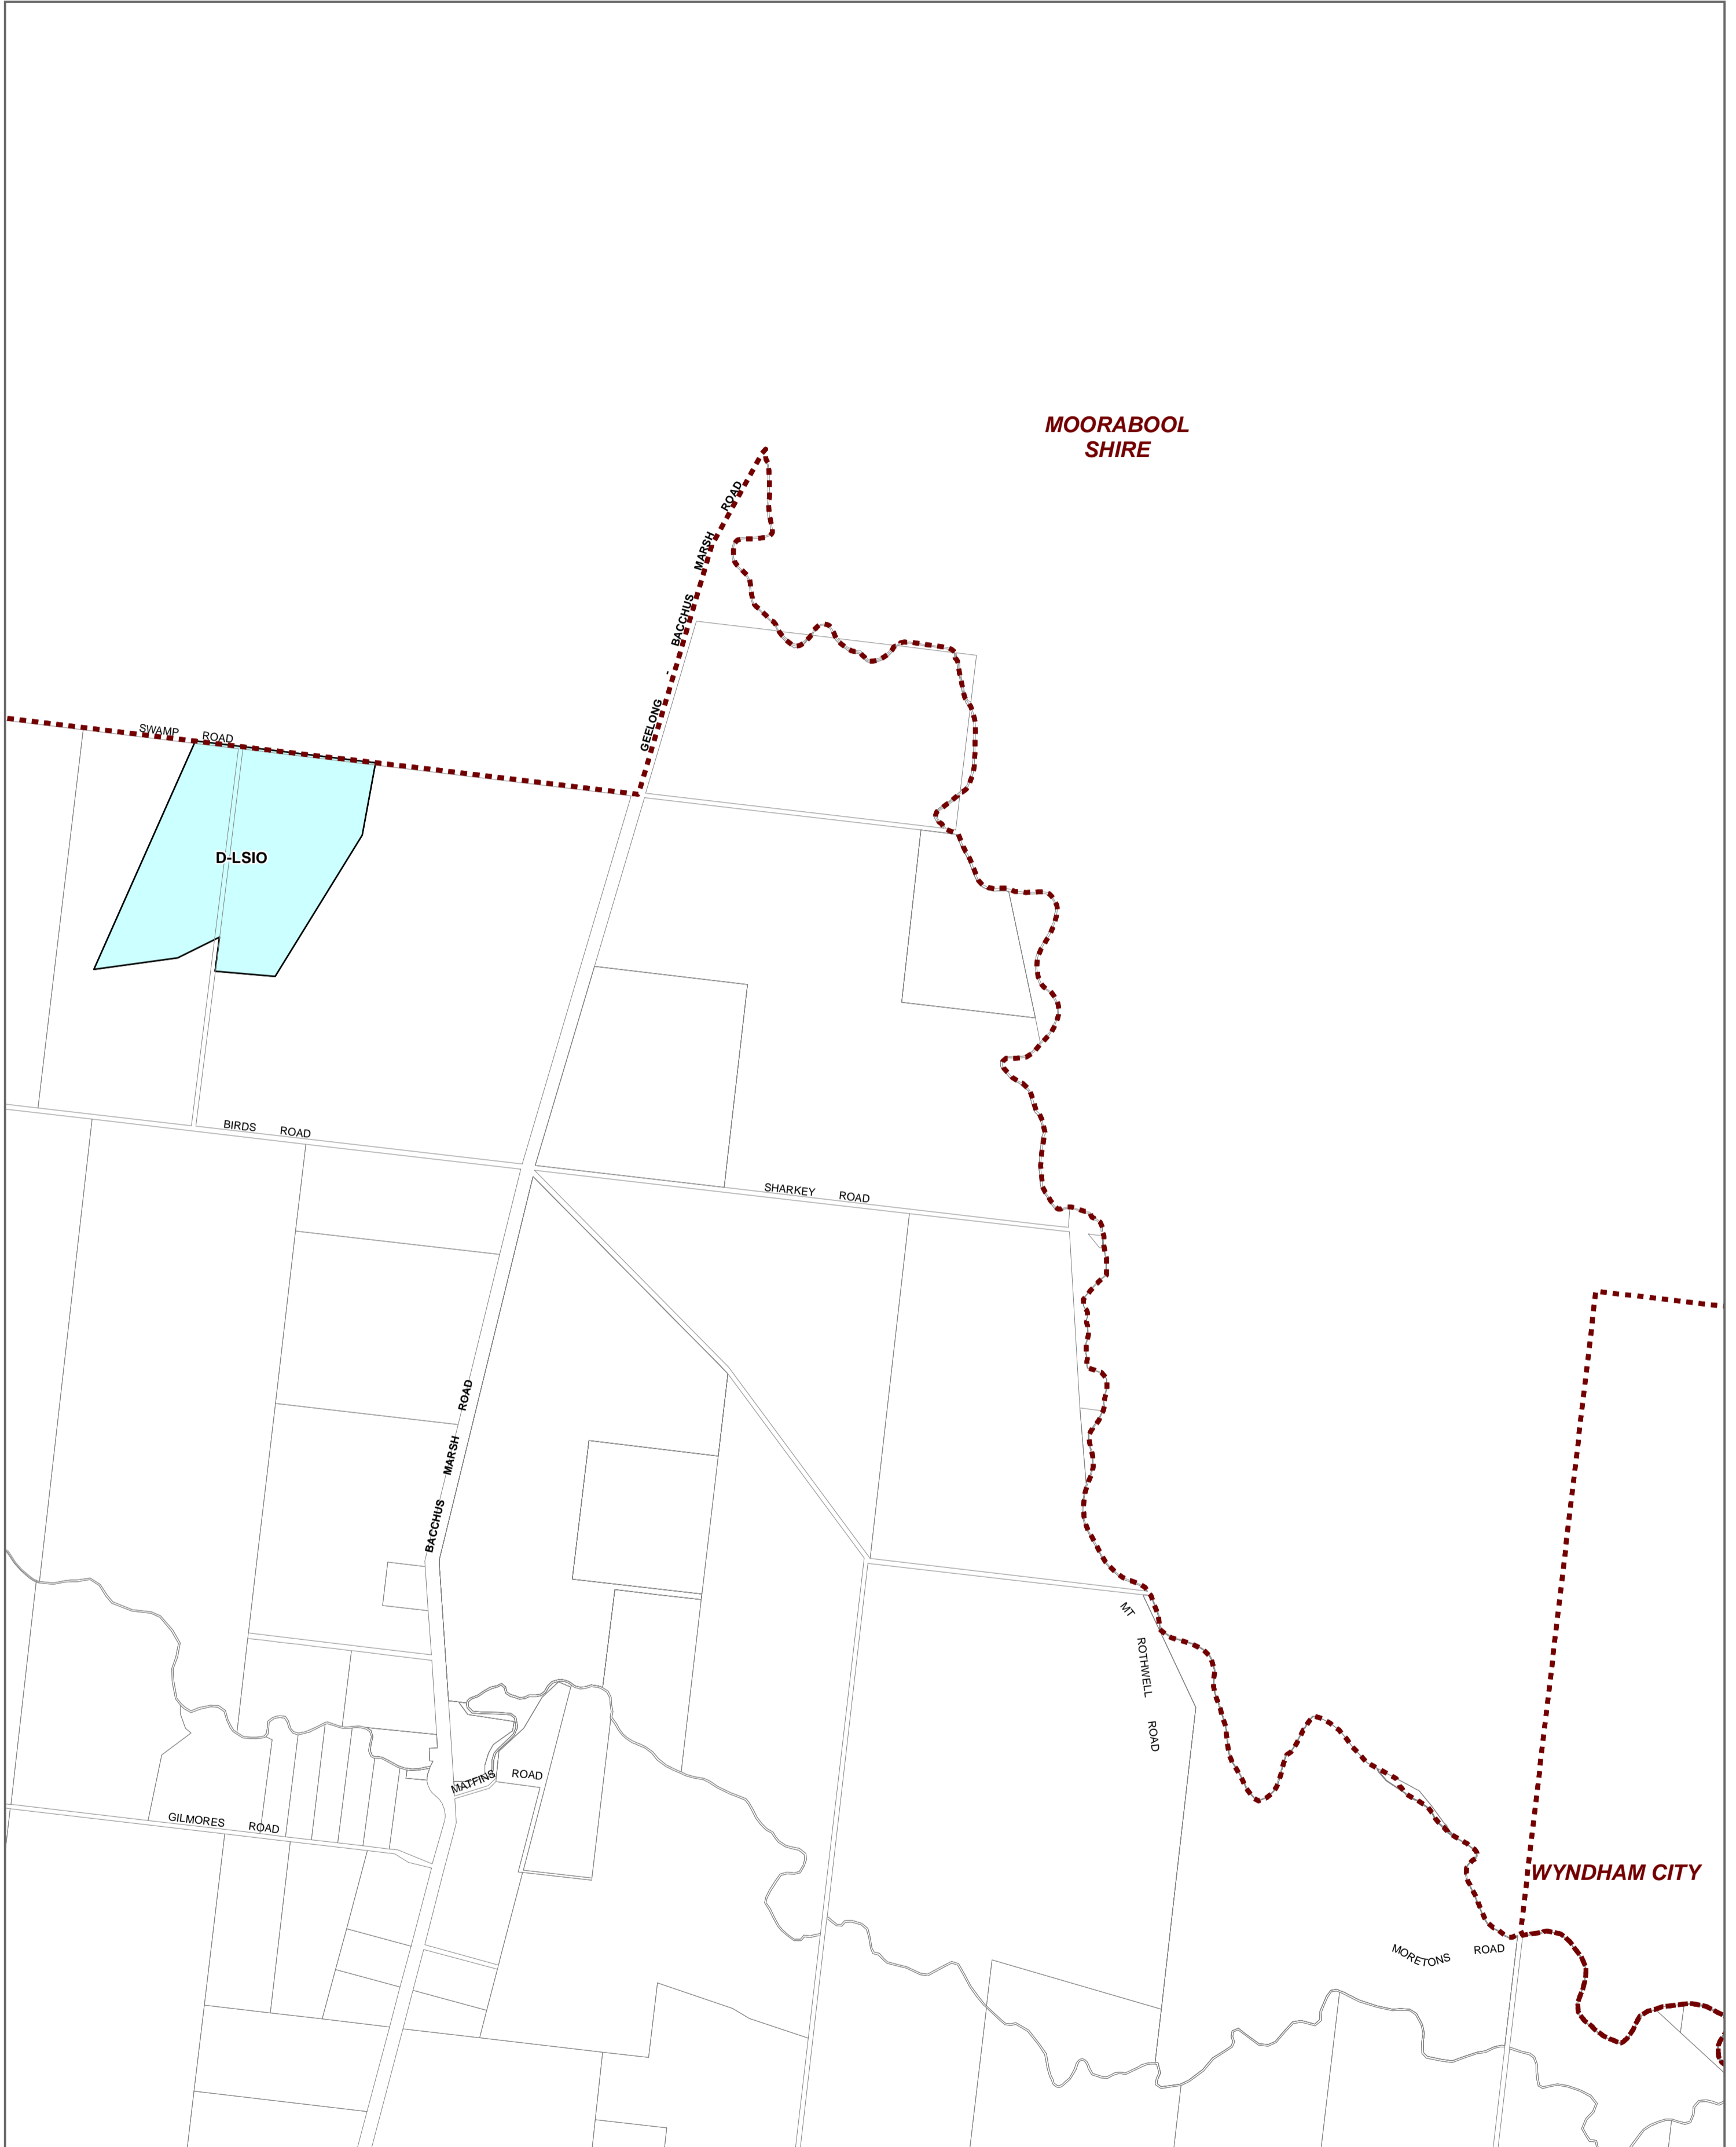 MOORABOOL
SHIRE
GEELONG - BACCHUS MARSH ROAD
SWAMP ROAD
D-LSIO
BIRDS ROAD
SHARKEY ROAD
BACCHUS MARSH ROAD
MT ROTHWELL ROAD
MATFINS ROAD
GILMORES ROAD
WYNDHAM CITY
MORETONS ROAD